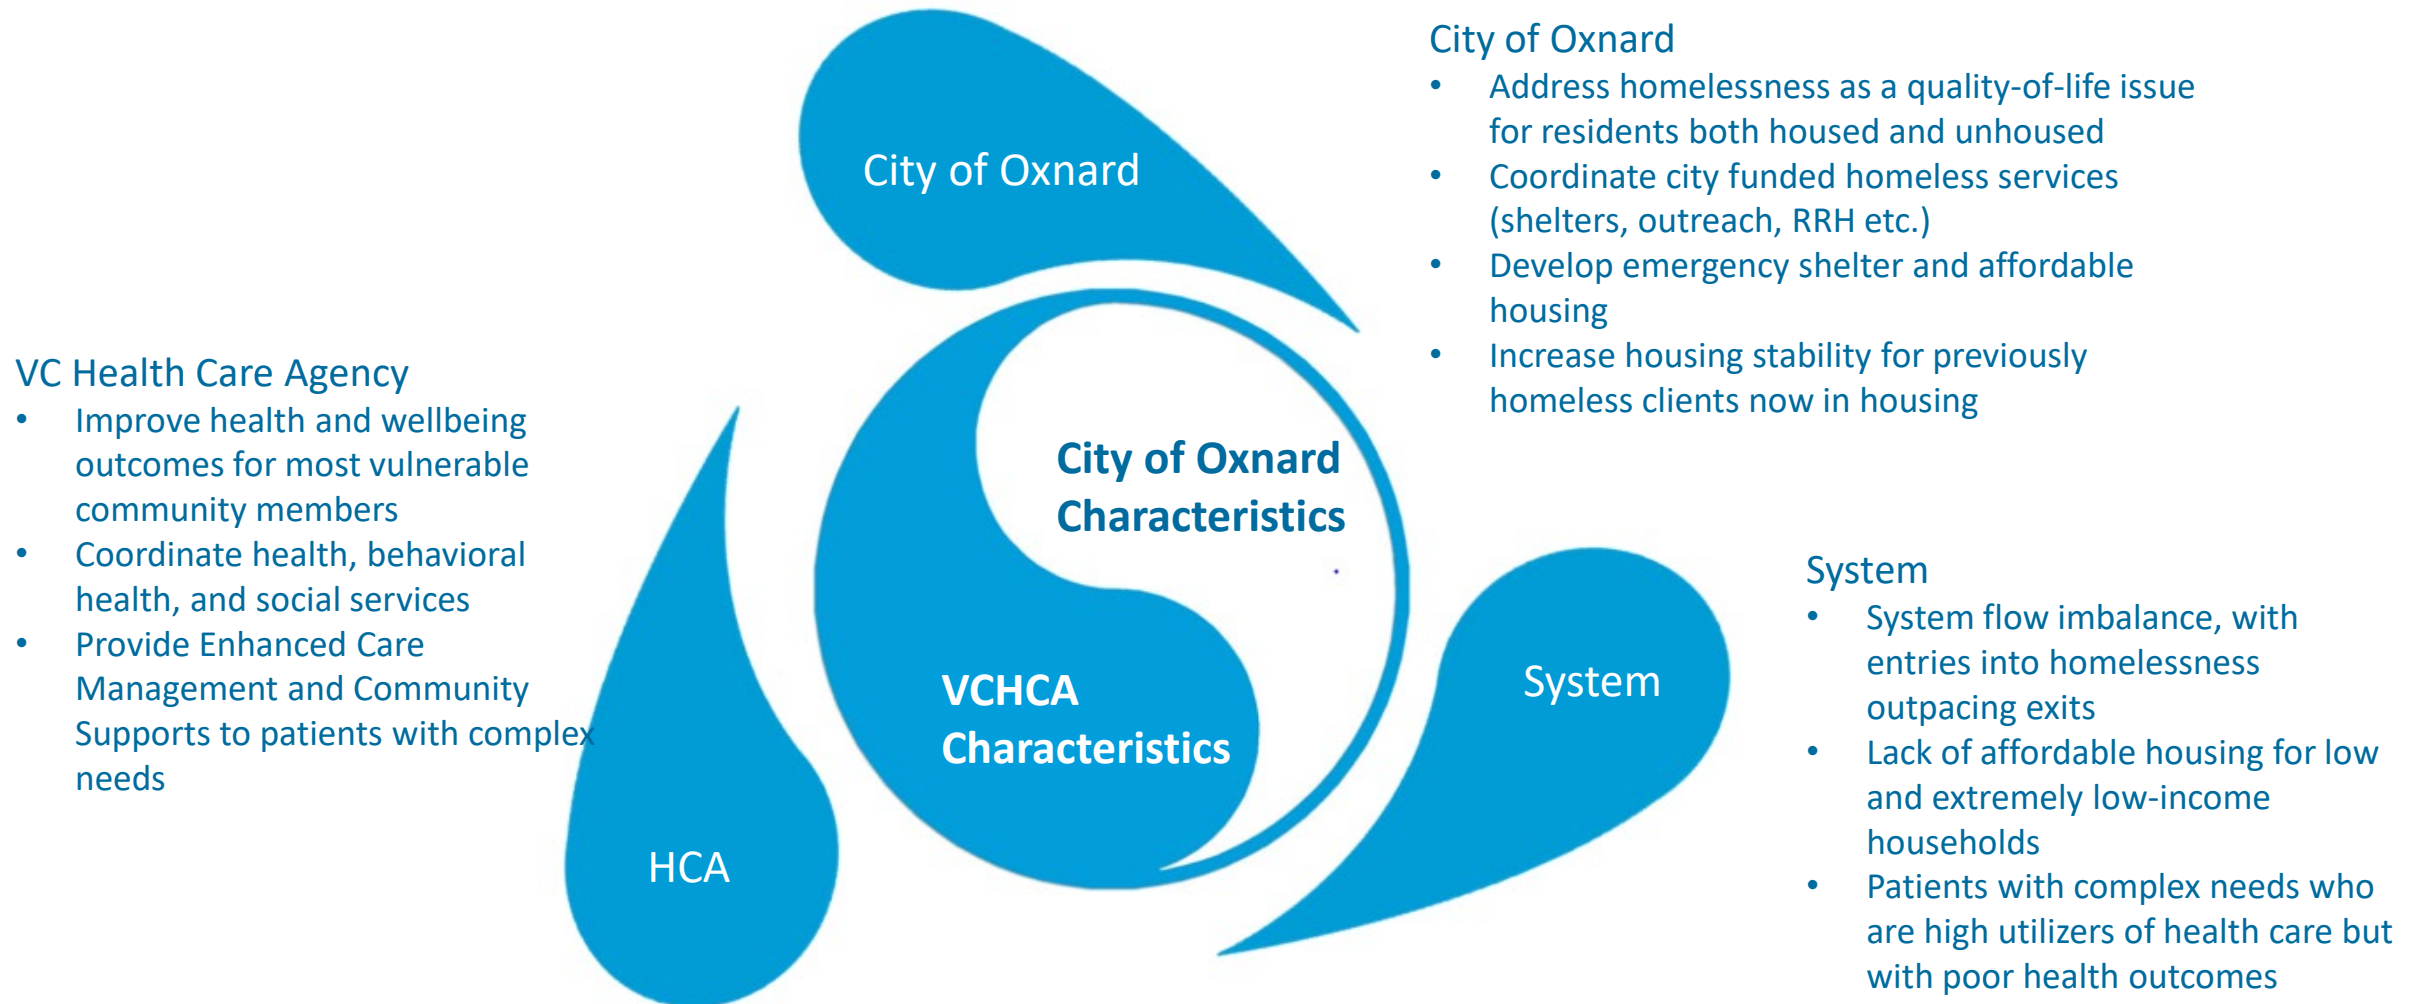 City of Oxnard
• Address homelessness as a quality-of-life issue
for residents both housed and unhoused
• Coordinate city funded homeless services
(shelters, outreach, RRH etc.)
• Develop emergency shelter and affordable
housing
• Increase housing stability for previously
homeless clients now in housing
City of Oxnard
VC Health Care Agency
• Improve health and wellbeing
outcomes for most vulnerable
community members
• Coordinate health, behavioral
health, and social services
• Provide Enhanced Care
Management and Community
Supports to patients with complex
needs
City of Oxnard
Characteristics
VCHCA
Characteristics
HCA
System
System
• System flow imbalance, with
entries into homelessness
outpacing exits
• Lack of affordable housing for low
and extremely low-income
households
• Patients with complex needs who
are high utilizers of health care but
with poor health outcomes